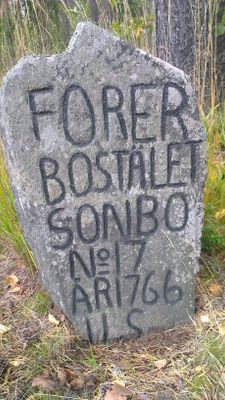 FORER
BOSTÄLET
SONBO
No 17
ÅR 1766
U.S